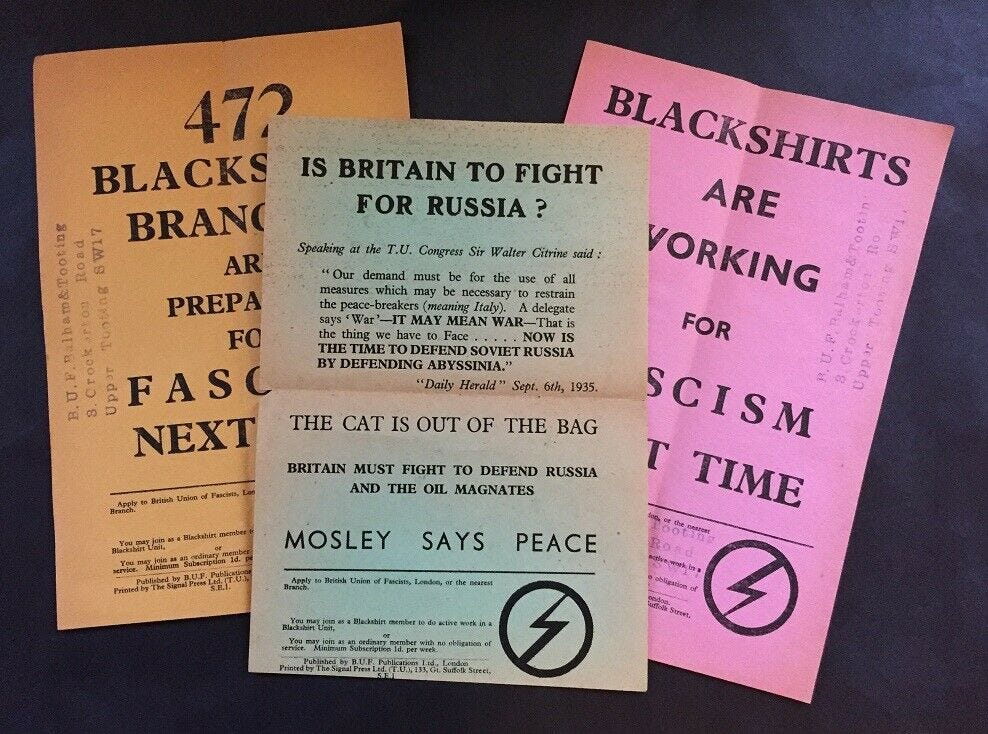 472
BLACKS
BRANC
AR
PREPA
FO
FASC
NEXT
B.U.F. Balham&Tooting
3. Crockerton Road
Upper Tooting SW17
Apply to British Union of Fascists, Lon
Branch.
You may join as a Blackshirt member to
Blackshirt Unit,
or
You may join as an ordinary member
service. Minimum Subscription 1d. per
Published by B.U.F. Publications
Printed by The Signal Press Ltd. (T.U.),
S.E.1.
IS BRITAIN TO FIGHT
FOR RUSSIA ?
Speaking at the T.U. Congress Sir Walter Citrine said :
"Our demand must be for the use of all
measures which may be necessary to restrain
the peace-breakers (meaning Italy). A delegate
says 'War'—IT MAY MEAN WAR—That is
the thing we have to Face ..... NOW IS
THE TIME TO DEFEND SOVIET RUSSIA
BY DEFENDING ABYSSINIA."
"Daily Herald" Sept. 6th, 1935.
THE CAT IS OUT OF THE BAG
BRITAIN MUST FIGHT TO DEFEND RUSSIA
AND THE OIL MAGNATES
MOSLEY SAYS PEACE
Apply to British Union of Fascists, London, or the nearest
Branch.
You may join as a Blackshirt member to do active work in a
Blackshirt Unit,
or
You may join as an ordinary member with no obligation of
service. Minimum Subscription 1d. per week.
Published by B.U.F. Publications Ltd., London
Printed by The Signal Press Ltd. (T.U.), 133, Gt. Suffolk Street,
S.E.1
BLACKSHIRTS
ARE
WORKING
FOR
SCISM
T TIME
B.U.F. Balham&Tootin
3. Crockerton Ro
Upper Tooting SW1
on, or the nearest
Tooting
Road
active work in a
no obligation of
ondon.
Suffolk Street,